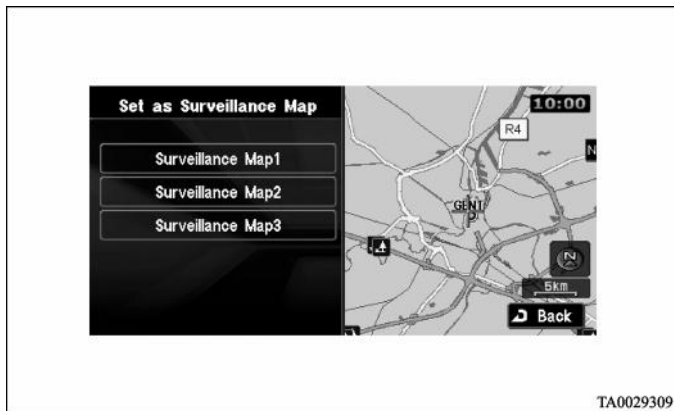 Set as Surveillance Map
Surveillance Map1
Surveillance Map2
Surveillance Map3
10:00
R4
N
GENT
5km
Back
TA0029309